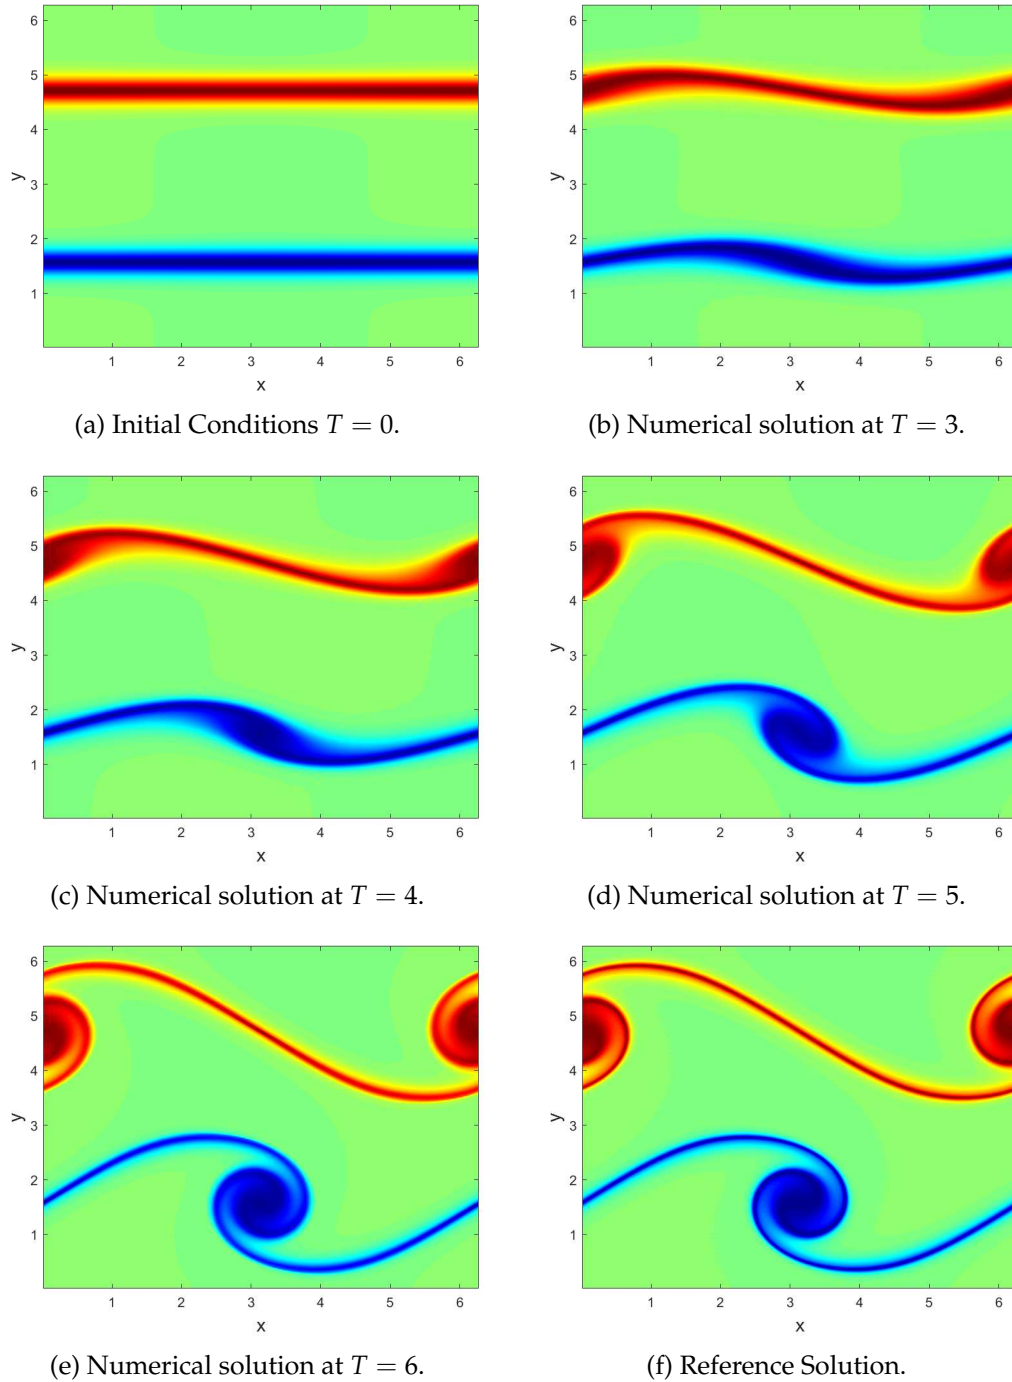 6
5
4
3
2
1
y
1 2 3 4 5 6
x
(a) Initial Conditions T = 0.
6
5
4
3
2
1
y
1 2 3 4 5 6
x
(b) Numerical solution at T = 3.
6
5
4
3
2
1
y
1 2 3 4 5 6
x
(c) Numerical solution at T = 4.
6
5
4
3
2
1
y
1 2 3 4 5 6
x
(d) Numerical solution at T = 5.
6
5
4
3
2
1
y
1 2 3 4 5 6
x
(e) Numerical solution at T = 6.
6
5
4
3
2
1
y
1 2 3 4 5 6
x
(f) Reference Solution.